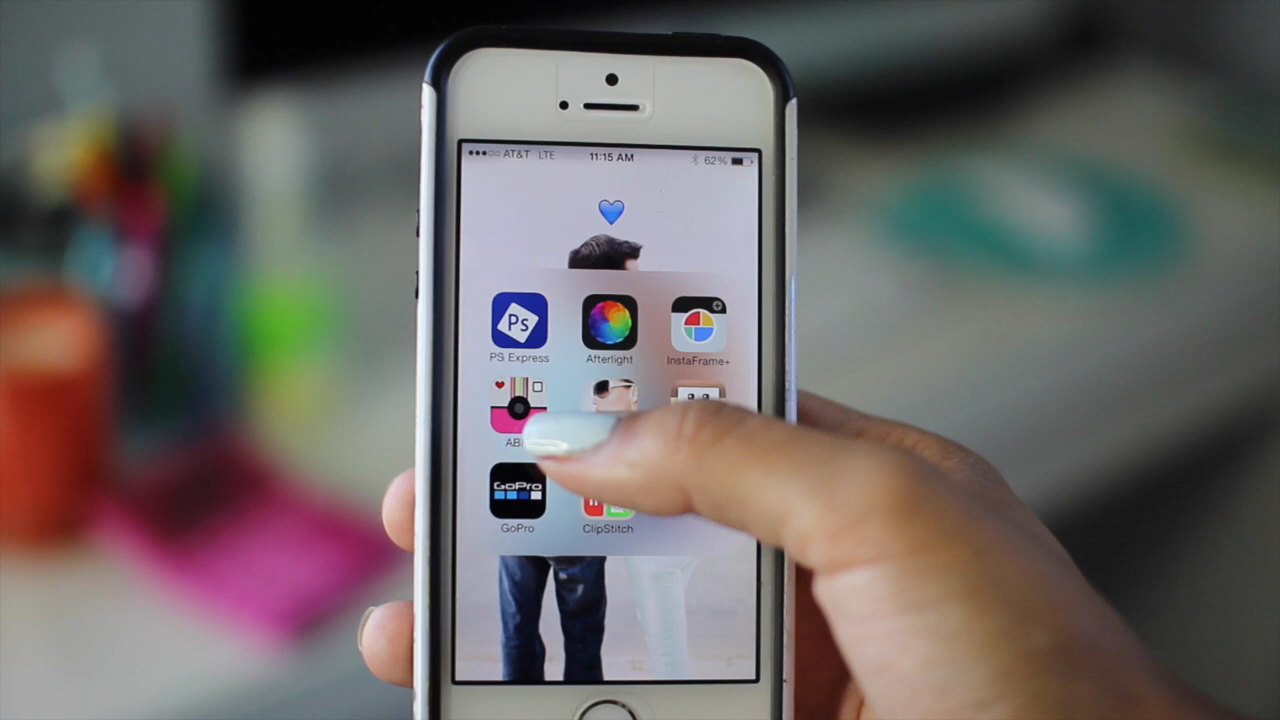 AT&T LTE 11:15 AM 62%
Ps
PS Express Afterlight InstaFrame+
GoPro
GoPro ClipStitch